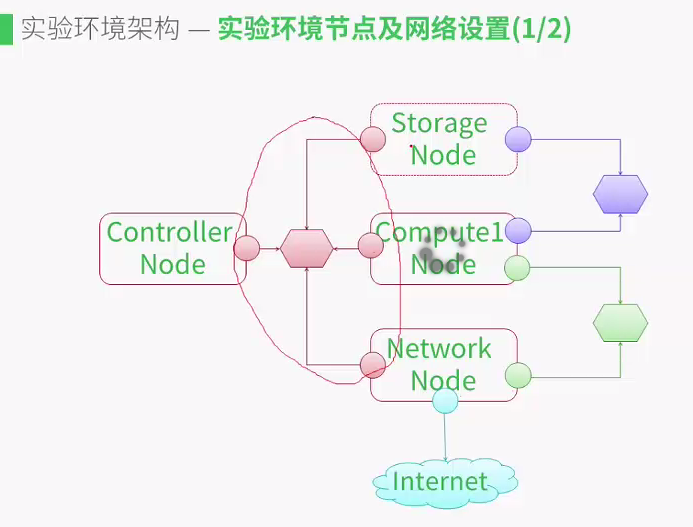 实验环境架构 — 实验环境节点及网络设置(1/2)
Storage
Node
Controller
Node
Compute1
Node
Network
Node
Internet